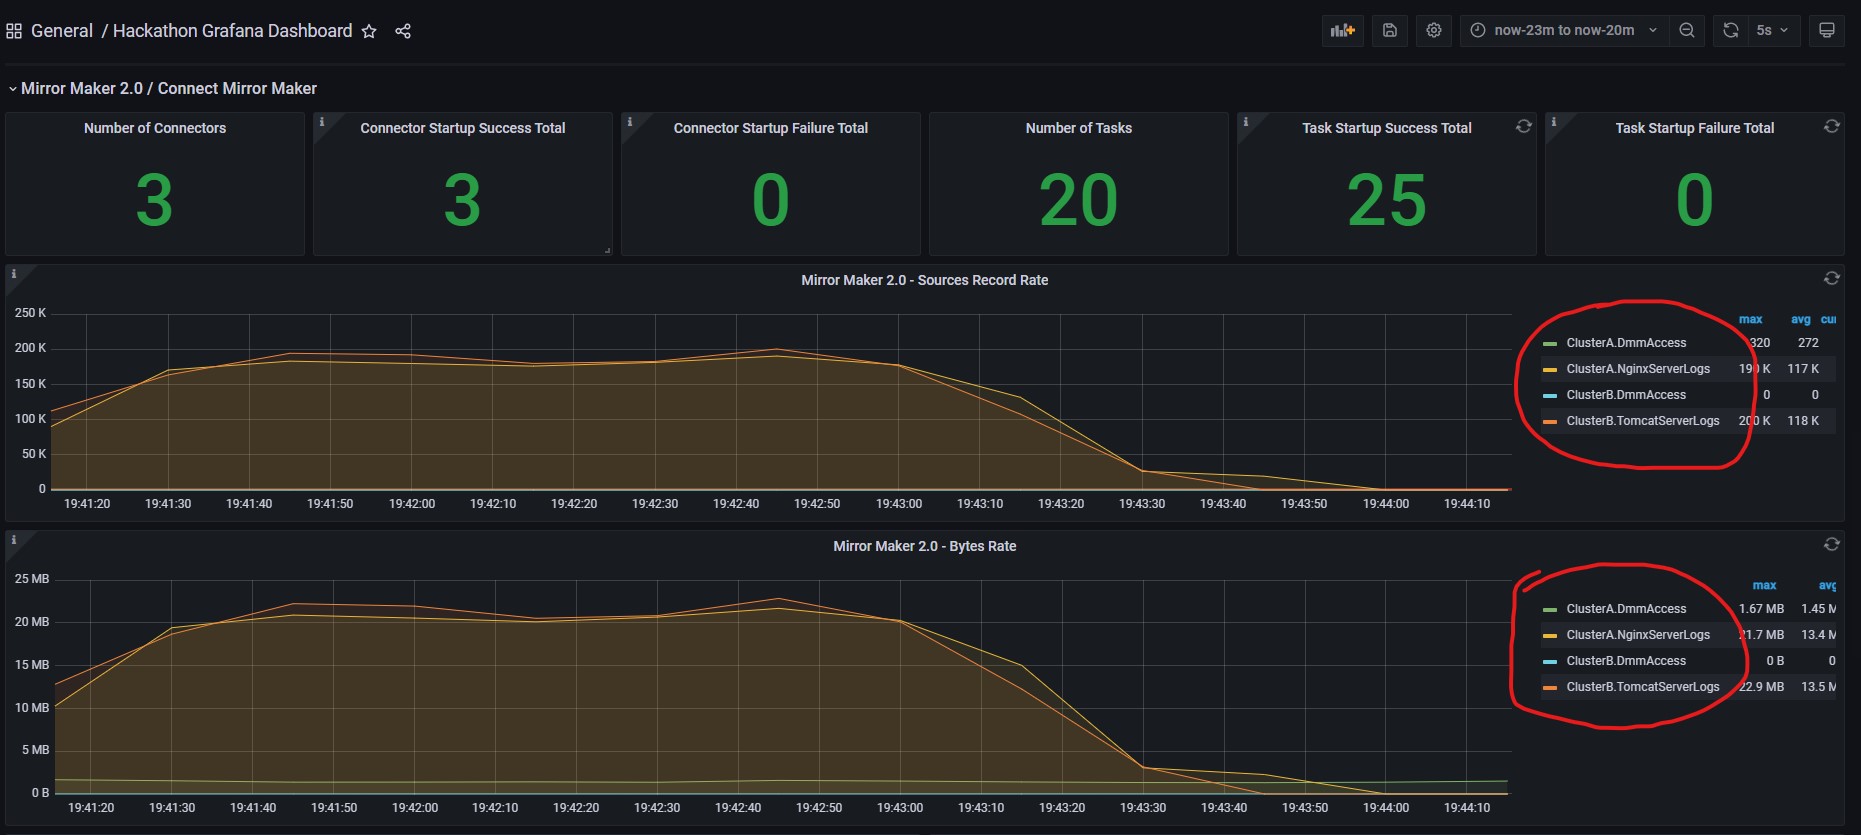 General / Hackathon Grafana Dashboard
now-23m to now-20m
5s
Mirror Maker 2.0 / Connect Mirror Maker
Number of Connectors
3
Connector Startup Success Total
3
Connector Startup Failure Total
0
Number of Tasks
20
Task Startup Success Total
25
Task Startup Failure Total
0
Mirror Maker 2.0 - Sources Record Rate
250 K
200 K
150 K
100 K
50 K
0
19:41:20 19:41:30 19:41:40 19:41:50 19:42:00 19:42:10 19:42:20 19:42:30 19:42:40 19:42:50 19:43:00 19:43:10 19:43:20 19:43:30 19:43:40 19:43:50 19:44:00 19:44:10
max avg
ClusterA.DmmAccess 320 272
ClusterA.NginxServerLogs 190 K 117 K
ClusterB.DmmAccess 0 0
ClusterB.TomcatServerLogs 200 K 118 K
Mirror Maker 2.0 - Bytes Rate
25 MB
20 MB
15 MB
10 MB
5 MB
0 B
19:41:20 19:41:30 19:41:40 19:41:50 19:42:00 19:42:10 19:42:20 19:42:30 19:42:40 19:42:50 19:43:00 19:43:10 19:43:20 19:43:30 19:43:40 19:43:50 19:44:00 19:44:10
max avg
ClusterA.DmmAccess 1.67 MB 1.45 M
ClusterA.NginxServerLogs 21.7 MB 13.4 M
ClusterB.DmmAccess 0 B 0
ClusterB.TomcatServerLogs 22.9 MB 13.5 M